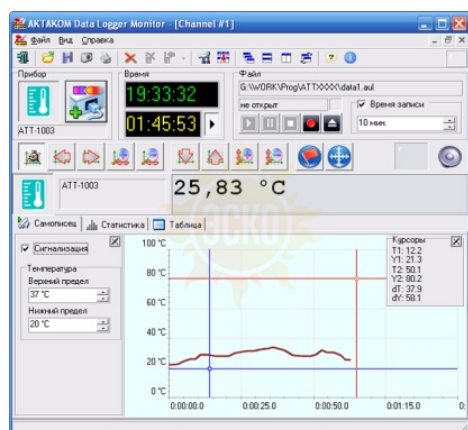 AKTAKOM Data Logger Monitor - [Channel #1]
Файл Вид Справка
Прибор
Время
Файл
19:33:32
G:\WORK\Prog\ATTXXXX\data1.aul
не открыт
Время записи
01:45:53
10 мин.
ATT-1003
ATT-1003
25,83 °C
Самописец Статистика Таблица
Сигнализация
Температура
Верхний предел
37 °C
Нижний предел
20 °C
100 °C
80 °C
60 °C
40 °C
20 °C
0 °C
Курсоры
T1: 12.2
Y1: 21.3
T2: 50.1
Y2: 80.2
dT: 37.9
dY: 58.1
0:00:00.0 0:00:25.0 0:00:50.0 0:01:15.0 0:
ЭСКО